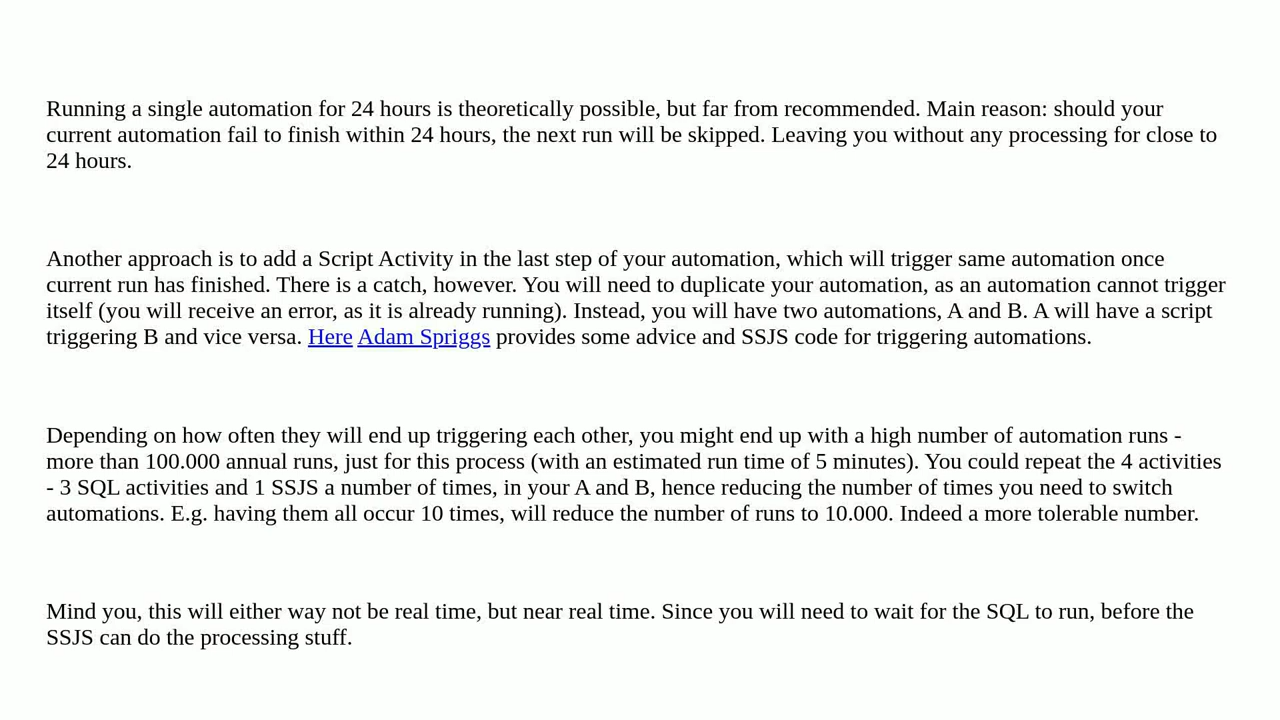 Running a single automation for 24 hours is theoretically possible, but far from recommended. Main reason: should your
current automation fail to finish within 24 hours, the next run will be skipped. Leaving you without any processing for close to
24 hours.
Another approach is to add a Script Activity in the last step of your automation, which will trigger same automation once
current run has finished. There is a catch, however. You will need to duplicate your automation, as an automation cannot trigger
itself (you will receive an error, as it is already running). Instead, you will have two automations, A and B. A will have a script
triggering B and vice versa. Here Adam Spriggs provides some advice and SSJS code for triggering automations.
Depending on how often they will end up triggering each other, you might end up with a high number of automation runs -
more than 100.000 annual runs, just for this process (with an estimated run time of 5 minutes). You could repeat the 4 activities
- 3 SQL activities and 1 SSJS a number of times, in your A and B, hence reducing the number of times you need to switch
automations. E.g. having them all occur 10 times, will reduce the number of runs to 10.000. Indeed a more tolerable number.
Mind you, this will either way not be real time, but near real time. Since you will need to wait for the SQL to run, before the
SSJS can do the processing stuff.